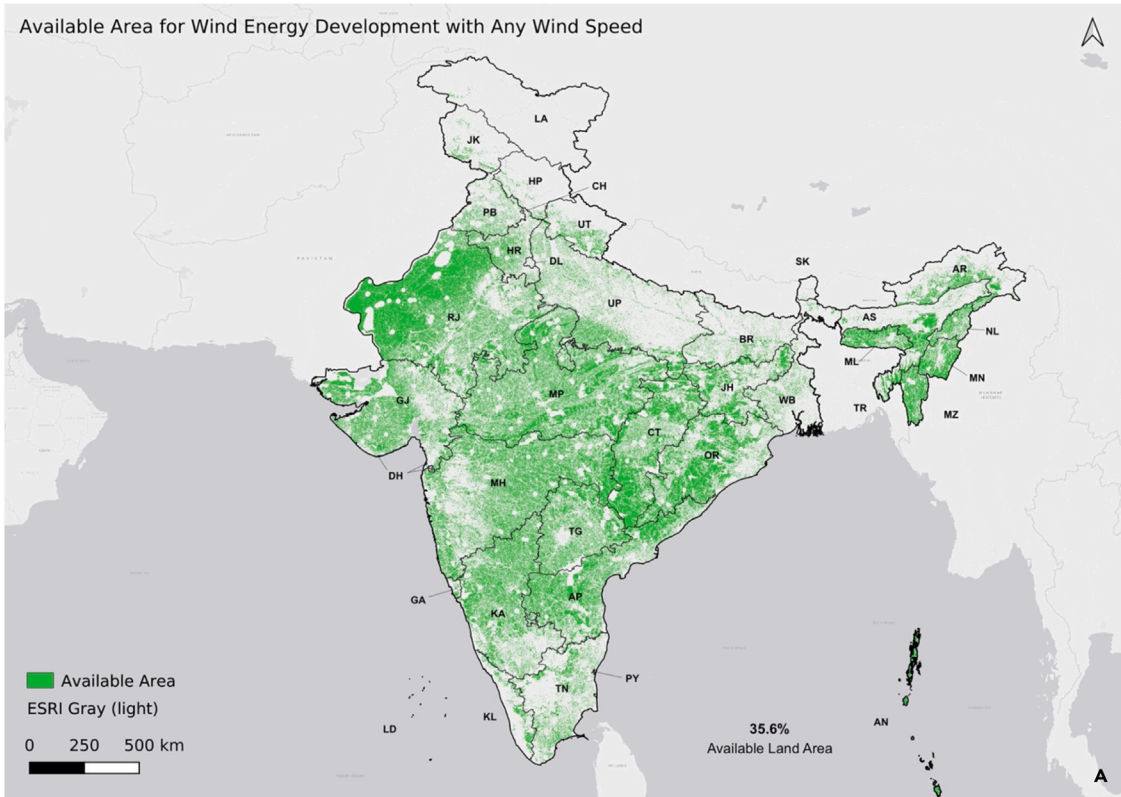 Available Area for Wind Energy Development with Any Wind Speed
LA
JK
HP
CH
PB
UT
HR
DL
PAKISTAN
SK
AR
RJ
UP
AS
NL
BR
ML
MN
GJ
MP
JH
WB
TR
MZ
CT
OR
DH
MH
TG
GA
AP
KA
PY
TN
KL
LD
AN
Available Area
ESRI Gray (light)
0 250 500 km
35.6%
Available Land Area
A